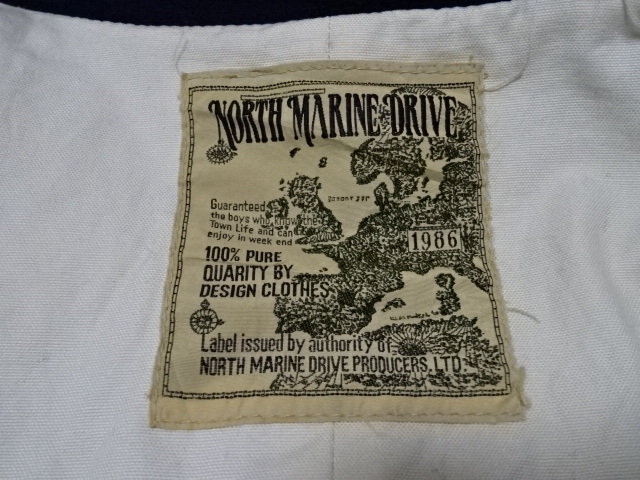 NORTH MARINE DRIVE
Guaranteed
the boys who know the
Town Life and can
enjoy in week end
1986
100% PURE
QUARITY BY
DESIGN CLOTHES
Label issued by authority of
NORTH MARINE DRIVE PRODUCERS, LTD.